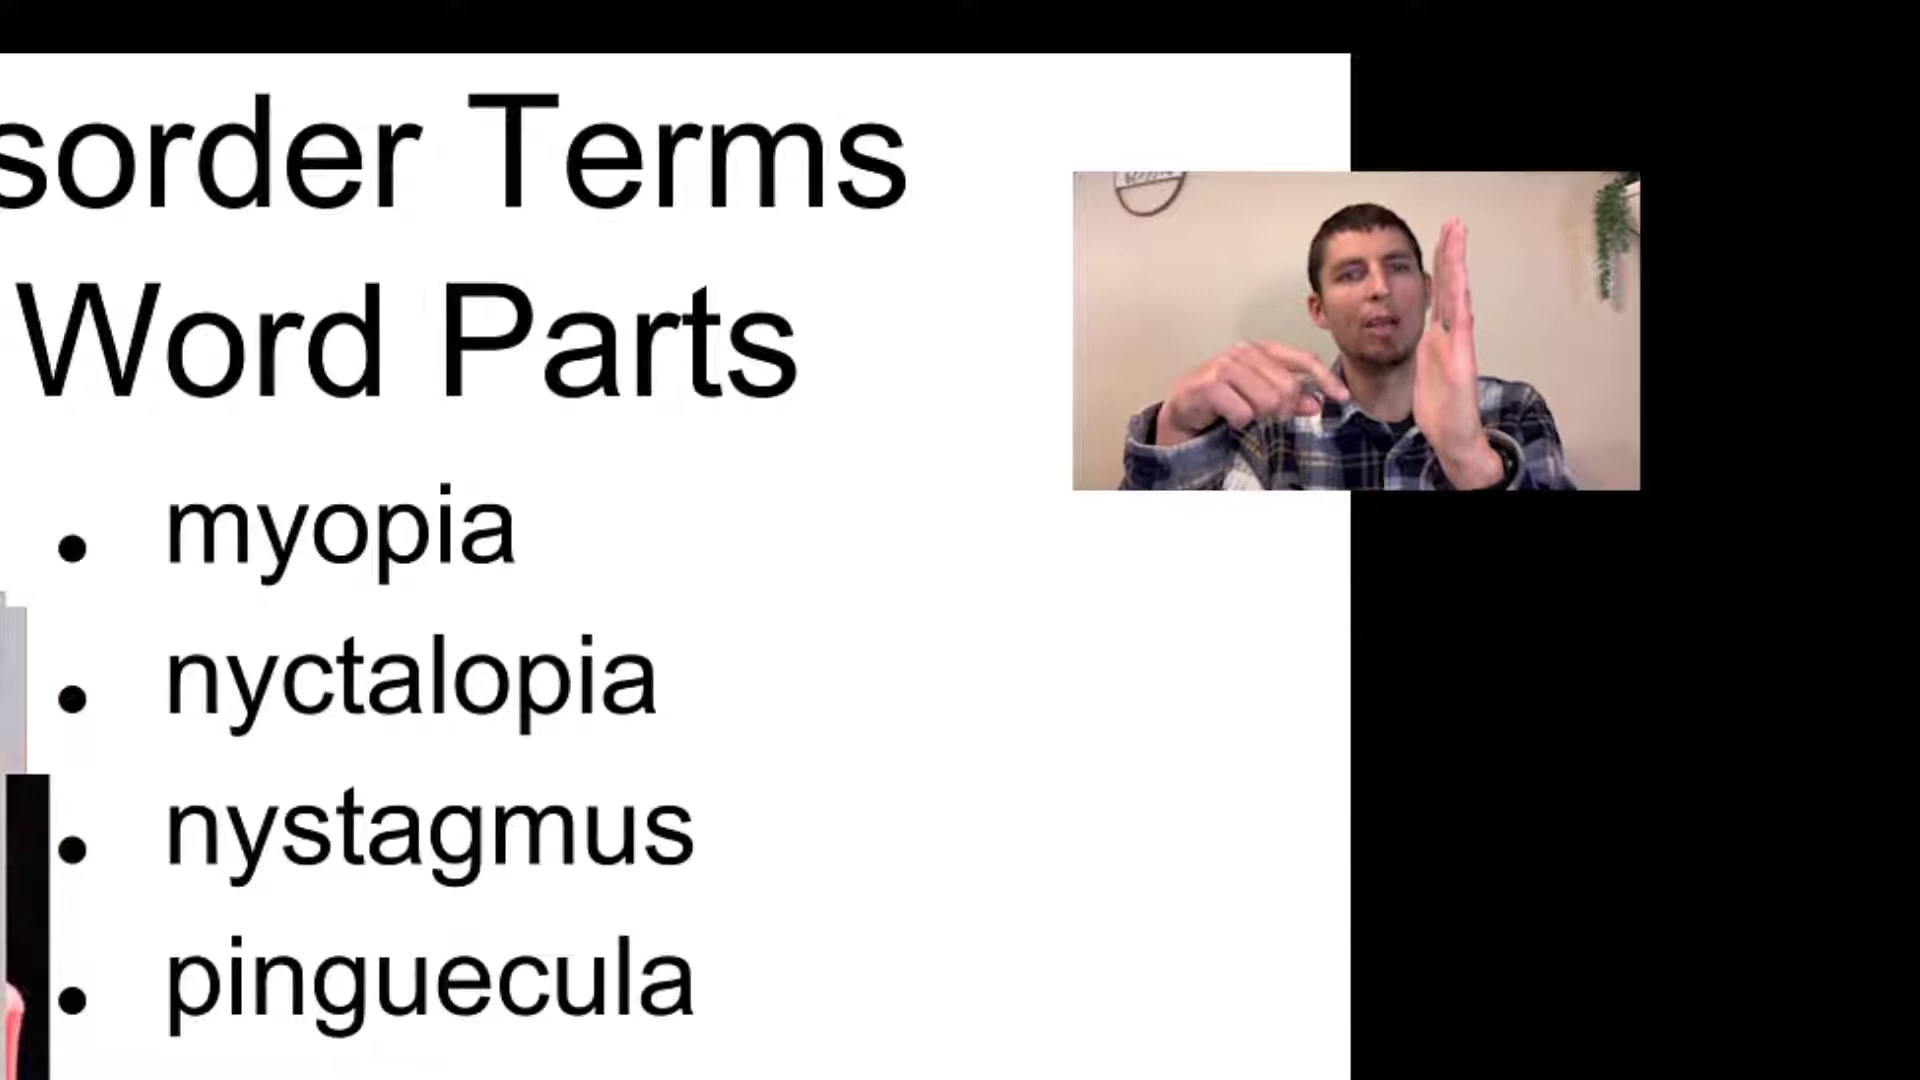 sorder Terms
Word Parts
• myopia
• nyctalopia
• nystagmus
• pinguecula